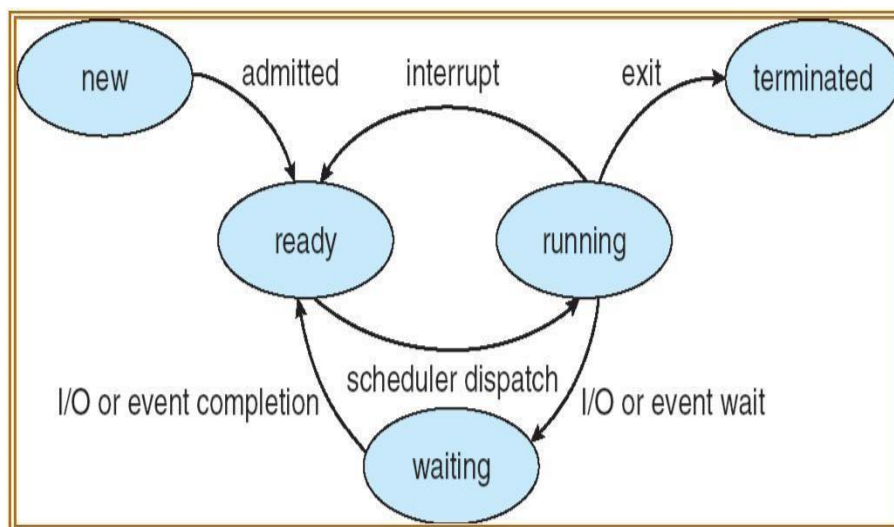 new
admitted
interrupt
exit
terminated
ready
running
scheduler dispatch
I/O or event completion
I/O or event wait
waiting